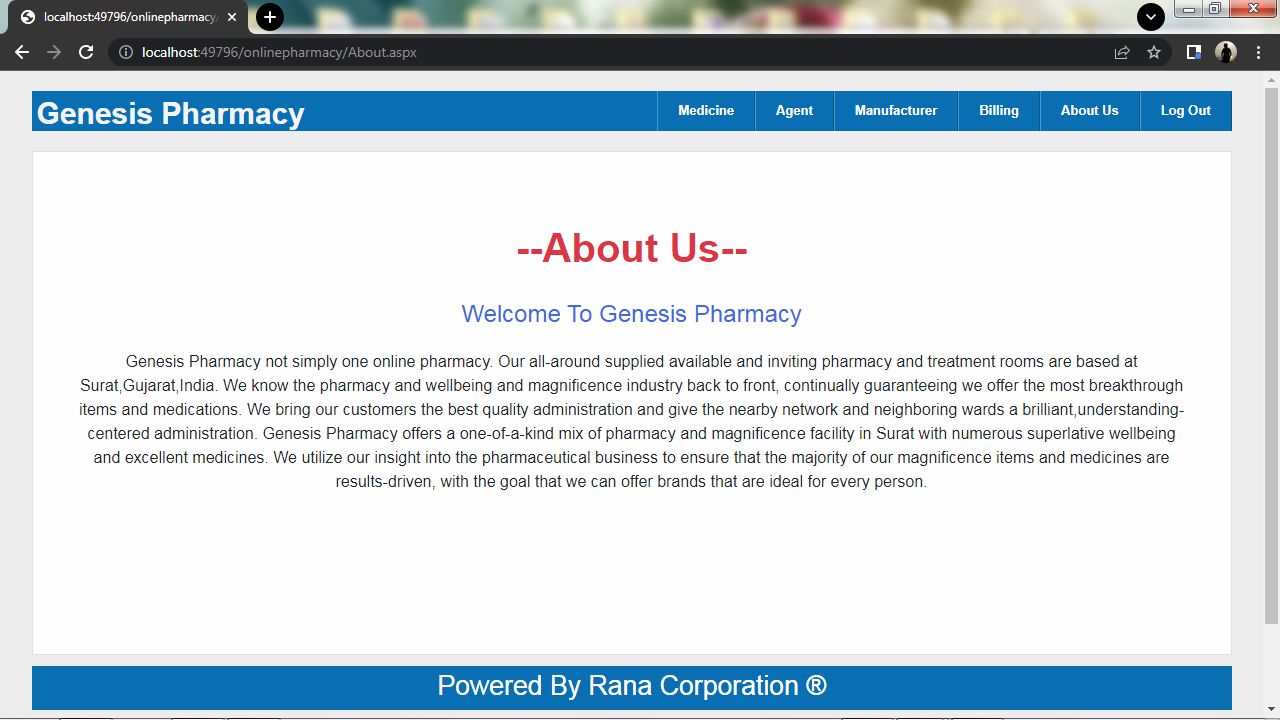 localhost:49796/onlinepharmacy/
localhost:49796/onlinepharmacy/About.aspx
Genesis Pharmacy
Medicine
Agent
Manufacturer
Billing
About Us
Log Out
--About Us--
Welcome To Genesis Pharmacy
Genesis Pharmacy not simply one online pharmacy. Our all-around supplied available and inviting pharmacy and treatment rooms are based at
Surat,Gujarat,India. We know the pharmacy and wellbeing and magnificence industry back to front, continually guaranteeing we offer the most breakthrough
items and medications. We bring our customers the best quality administration and give the nearby network and neighboring wards a brilliant,understanding-
centered administration. Genesis Pharmacy offers a one-of-a-kind mix of pharmacy and magnificence facility in Surat with numerous superlative wellbeing
and excellent medicines. We utilize our insight into the pharmaceutical business to ensure that the majority of our magnificence items and medicines are
results-driven, with the goal that we can offer brands that are ideal for every person.
Powered By Rana Corporation ®